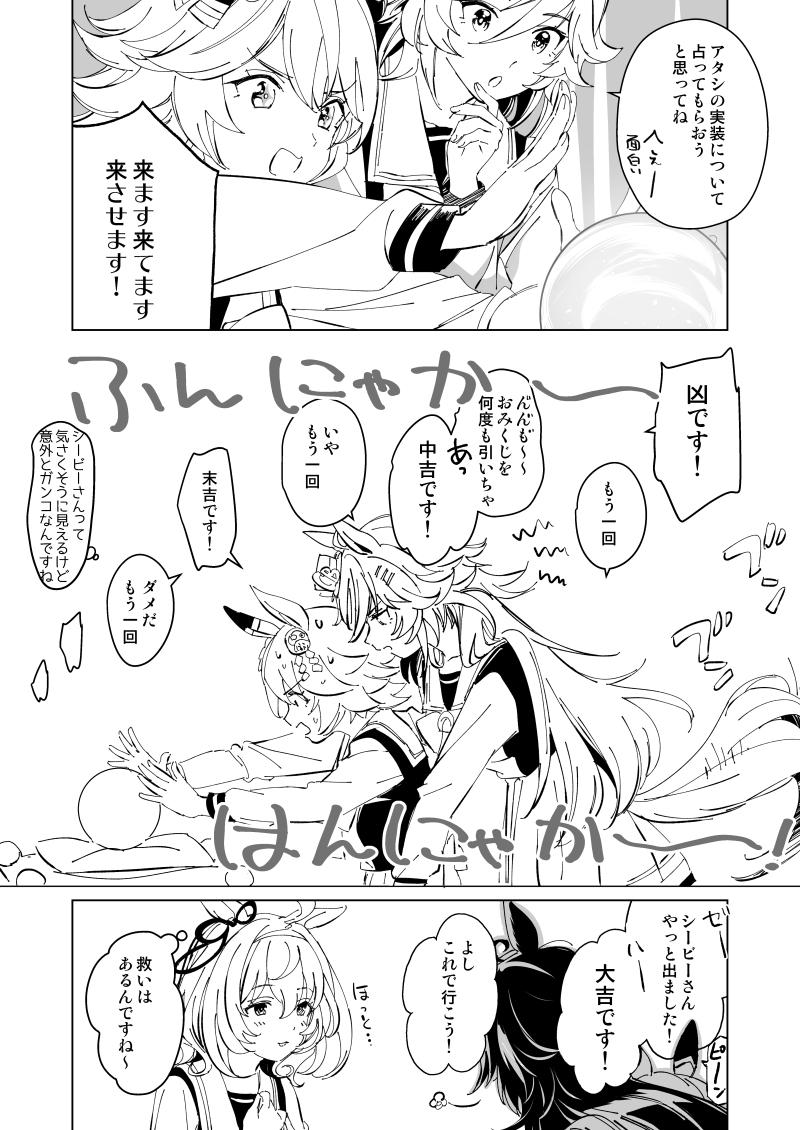 アタシの実装について
占ってもらおう
と思ってね
へぇー
面白い
来ます来てます
来させます！
ふんにゃか〜
凶です！
もう一回
んんも〜
おみくじを
何度も引いちゃ
あっ
中吉です！
いや
もう一回
末吉です！
ダメだ
もう一回
シービーさんって
気さくそうに見えるけど
意外とガンコなんですね
はんにゃか〜！
ゼー
ハー
シービーさん
やっと出ました！
大吉です！
ピーン
よし
これで行こう！
ほっと…
救いは
あるんですね〜